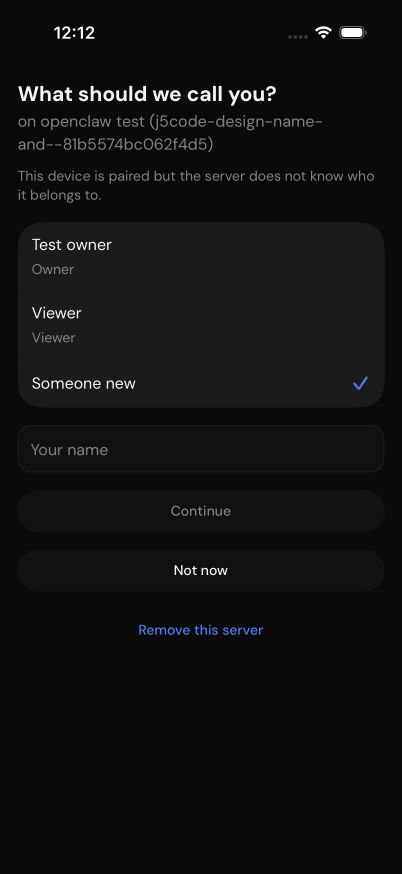 12:12
What should we call you?
on openclaw test (j5code-design-name-
and--81b5574bc062f4d5)
This device is paired but the server does not know who
it belongs to.
Test owner
Owner
Viewer
Viewer
Someone new
Your name
Continue
Not now
Remove this server